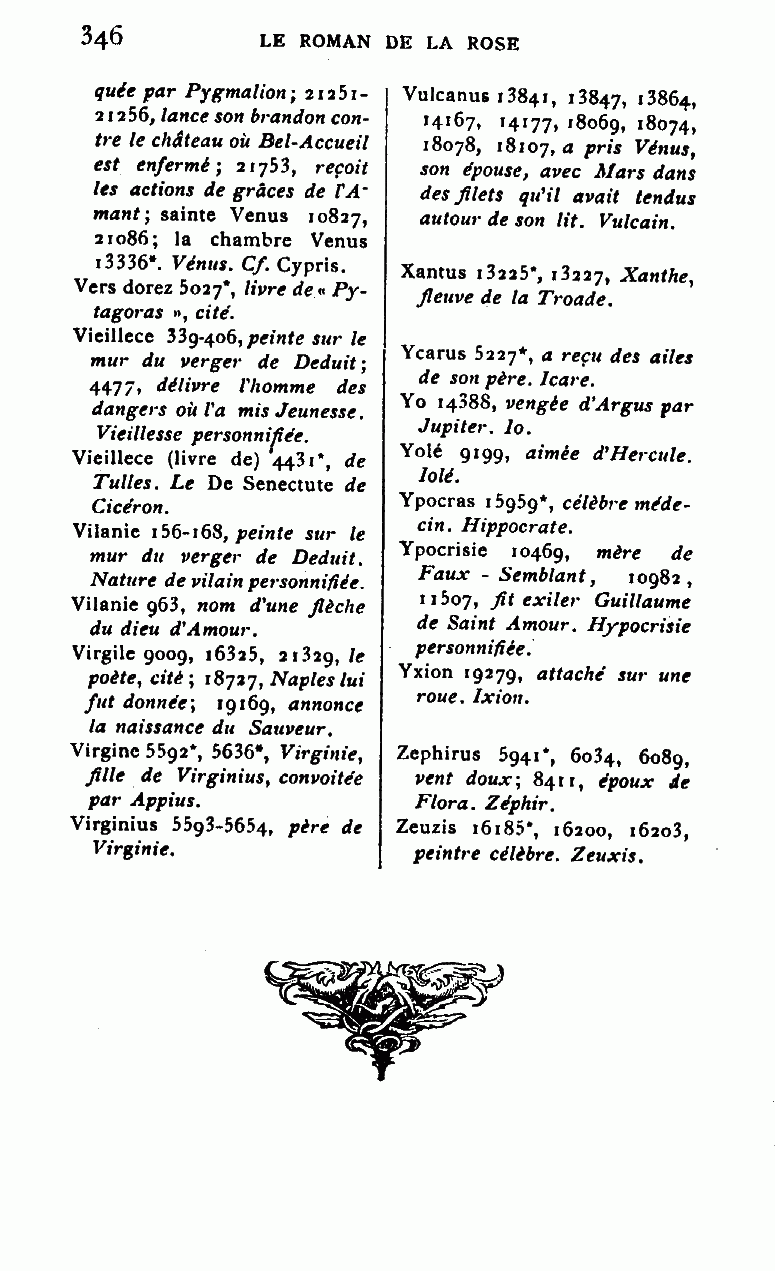 346
LE ROMAN DE LA ROSE
quée par Pygmalion; 21251-
21256, lance son brandon con-
tre le château où Bel-Accueil
est enfermé; 21753, reçoit
les actions de grâces de l'A-
mant; sainte Venus 10827,
21086; la chambre Venus
13336*. Vénus. Cf. Cypris.
Vers dorez 5027*, livre de « Py-
tagoras », cité.
Vieillece 339-406, peinte sur le
mur du verger de Deduit;
4477, délivre l'homme des
dangers où l'a mis Jeunesse.
Vieillesse personnifiée.
Vieillece (livre de) 4431*, de
Tulles. Le De Senectute de
Cicéron.
Vilanie 156-168, peinte sur le
mur du verger de Deduit.
Nature de vilain personnifiée.
Vilanie 963, nom d'une flèche
du dieu d'Amour.
Virgile 9009, 16325, 21329, le
poète, cité; 18727, Naples lui
fut donnée; 19169, annonce
la naissance du Sauveur.
Virgine 5592*, 5636*, Virginie,
fille de Virginius, convoitée
par Appius.
Virginius 5593-5654, père de
Virginie.
Vulcanus 13841, 13847, 13864,
14167, 14177, 18069, 18074,
18078, 18107, a pris Vénus,
son épouse, avec Mars dans
des filets qu'il avait tendus
autour de son lit. Vulcain.
Xantus 13225*, 13227, Xanthe,
fleuve de la Troade.
Ycarus 5227*, a reçu des ailes
de son père. Icare.
Yo 14388, vengée d'Argus par
Jupiter. Io.
Yolé 9199, aimée d'Hercule.
Iolé.
Ypocras 15959*, célèbre méde-
cin. Hippocrate.
Ypocrisie 10469, mère de
Faux - Semblant, 10982,
11507, fit exiler Guillaume
de Saint Amour. Hypocrisie
personnifiée.
Yxion 19279, attaché sur une
roue. Ixion.
Zephirus 5941*, 6034, 6089,
vent doux; 8411, époux de
Flora. Zéphir.
Zeuzis 16185*, 16200, 16203,
peintre célèbre. Zeuxis.